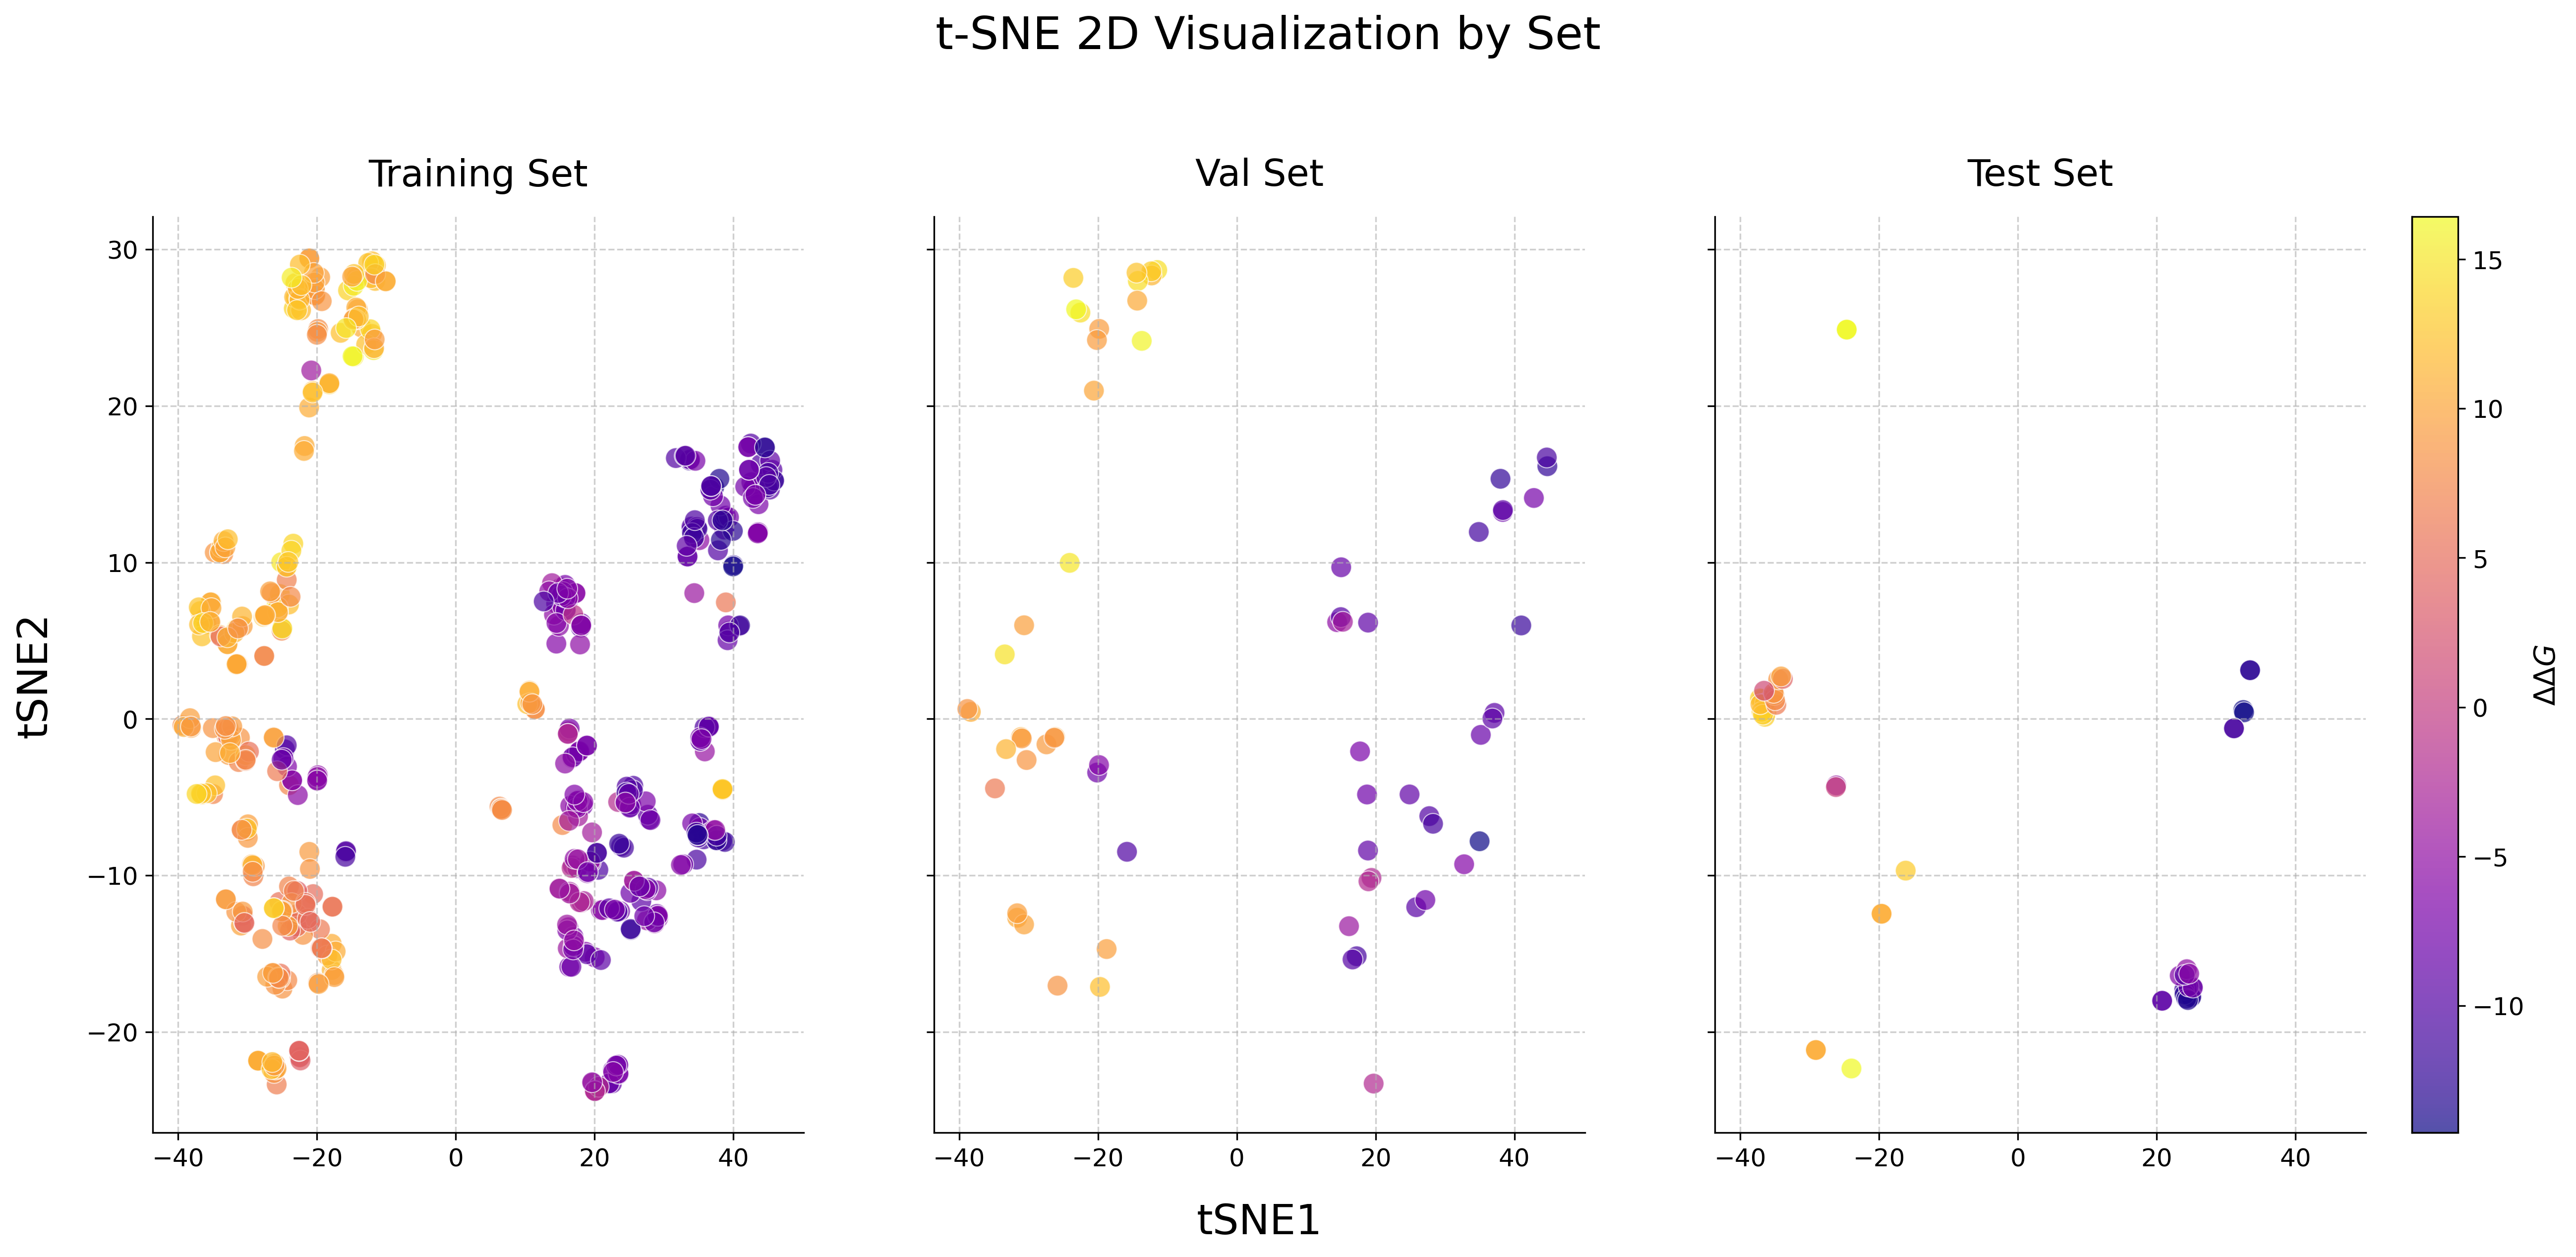 t-SNE 2D Visualization by Set
Training Set
Val Set
Test Set
tSNE2
30
20
10
0
−10
−20
−40 −20 0 20 40
−40 −20 0 20 40
−40 −20 0 20 40
tSNE1
15
10
5
0
−5
−10
ΔΔG